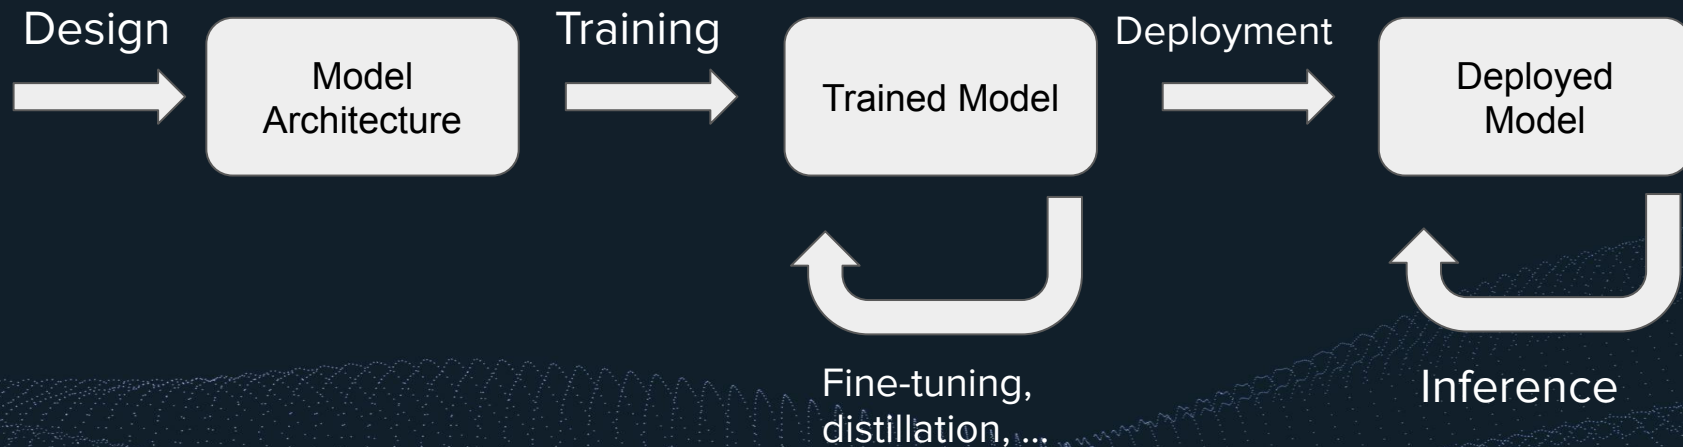 Design
Model
Architecture
Training
Trained Model
Deployment
Deployed
Model
Fine-tuning,
distillation, ...
Inference